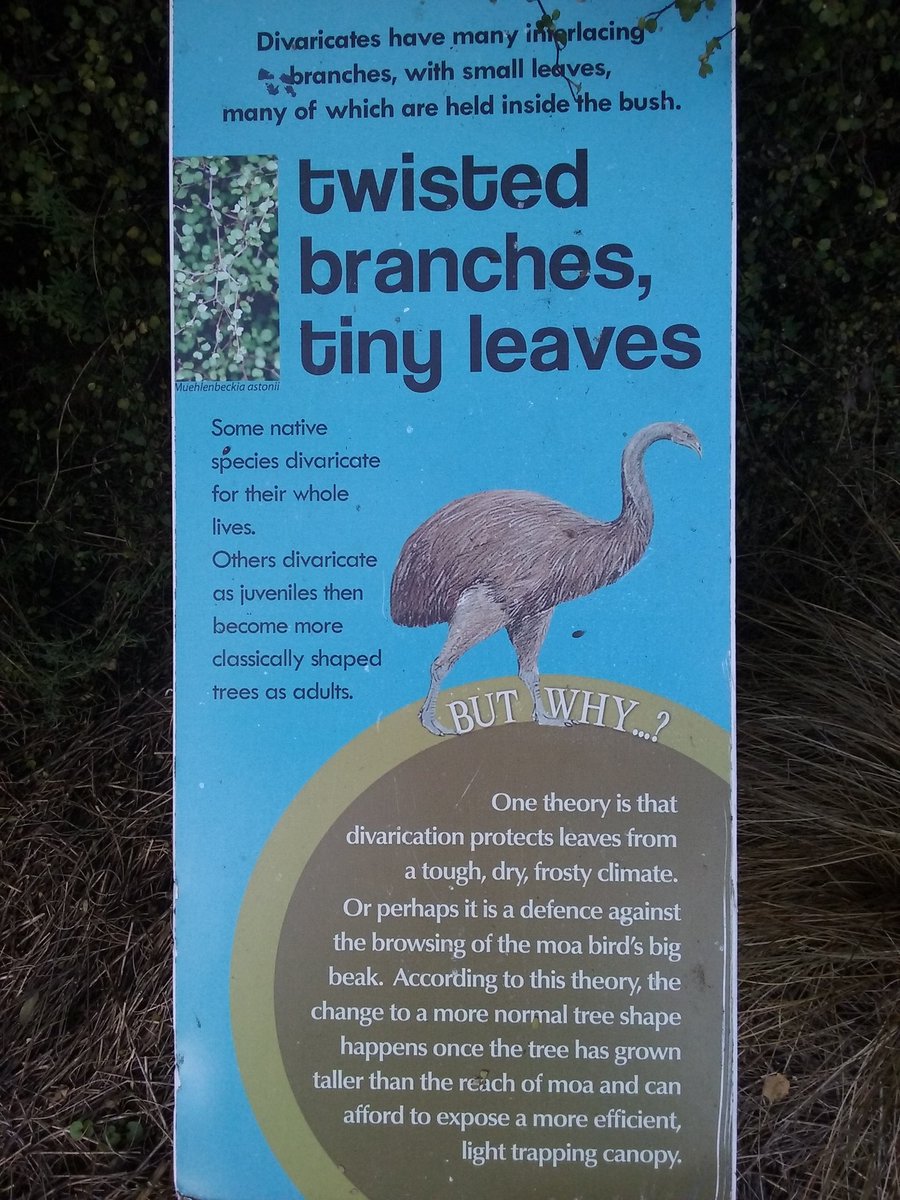 Divaricates have many interlacing
branches, with small leaves,
many of which are held inside the bush.
twisted
branches,
tiny leaves
Muehlenbeckia astonii
Some native
species divaricate
for their whole
lives.
Others divaricate
as juveniles then
become more
classically shaped
trees as adults.
BUT WHY...?
One theory is that
divarication protects leaves from
a tough, dry, frosty climate.
Or perhaps it is a defence against
the browsing of the moa bird's big
beak. According to this theory, the
change to a more normal tree shape
happens once the tree has grown
taller than the reach of moa and can
afford to expose a more efficient,
light trapping canopy.